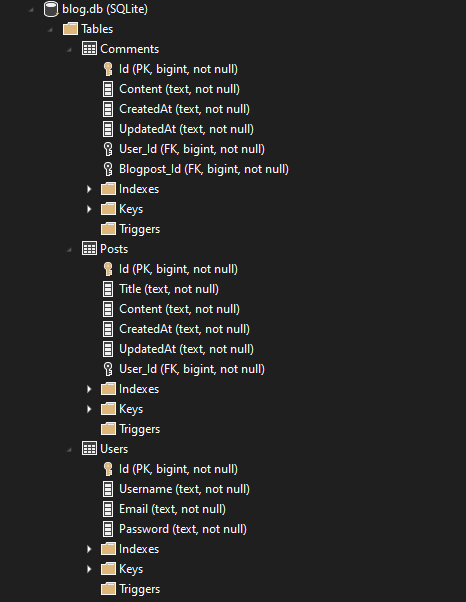 blog.db (SQLite)
Tables
Comments
Id (PK, bigint, not null)
Content (text, not null)
CreatedAt (text, not null)
UpdatedAt (text, not null)
User_Id (FK, bigint, not null)
Blogpost_Id (FK, bigint, not null)
Indexes
Keys
Triggers
Posts
Id (PK, bigint, not null)
Title (text, not null)
Content (text, not null)
CreatedAt (text, not null)
UpdatedAt (text, not null)
User_Id (FK, bigint, not null)
Indexes
Keys
Triggers
Users
Id (PK, bigint, not null)
Username (text, not null)
Email (text, not null)
Password (text, not null)
Indexes
Keys
Triggers